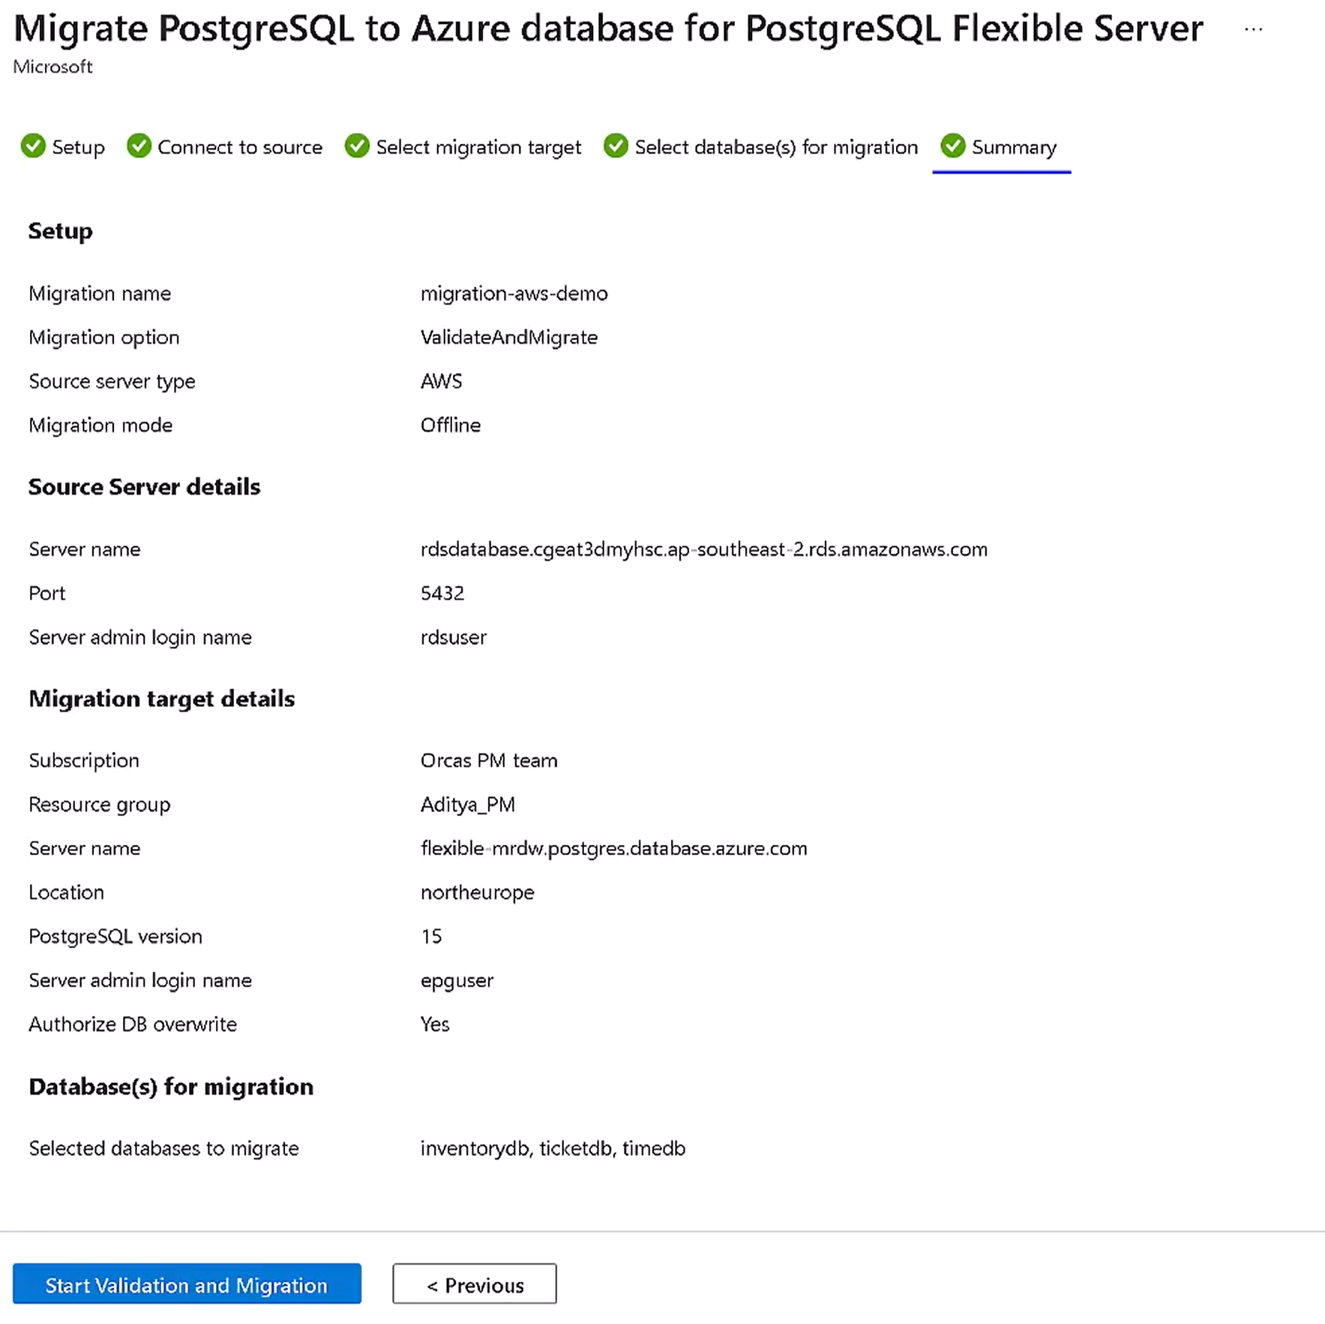 Migrate PostgreSQL to Azure database for PostgreSQL Flexible Server ...
Microsoft
Setup Connect to source Select migration target Select database(s) for migration Summary
Setup
Migration name migration-aws-demo
Migration option ValidateAndMigrate
Source server type AWS
Migration mode Offline
Source Server details
Server name rdsdatabase.cgeat3dmyhsc.ap-southeast-2.rds.amazonaws.com
Port 5432
Server admin login name rdsuser
Migration target details
Subscription Orcas PM team
Resource group Aditya_PM
Server name flexible-mrdw.postgres.database.azure.com
Location northeurope
PostgreSQL version 15
Server admin login name epguser
Authorize DB overwrite Yes
Database(s) for migration
Selected databases to migrate inventorydb, ticketdb, timedb
Start Validation and Migration < Previous